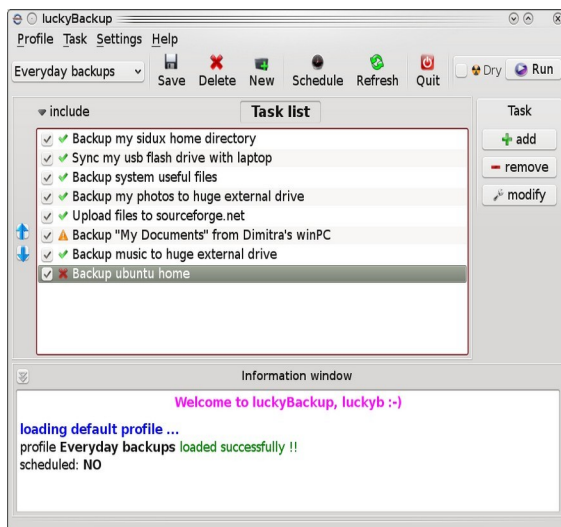 luckyBackup
Profile Task Settings Help
Everyday backups
Save Delete New Schedule Refresh Quit Dry Run
include Task list Task
Backup my sidux home directory
Sync my usb flash drive with laptop
Backup system useful files
Backup my photos to huge external drive
Upload files to sourceforge.net
Backup "My Documents" from Dimitra's winPC
Backup music to huge external drive
Backup ubuntu home
add
remove
modify
Information window
Welcome to luckyBackup, luckyb :-)
loading default profile ...
profile Everyday backups loaded successfully !!
scheduled: NO